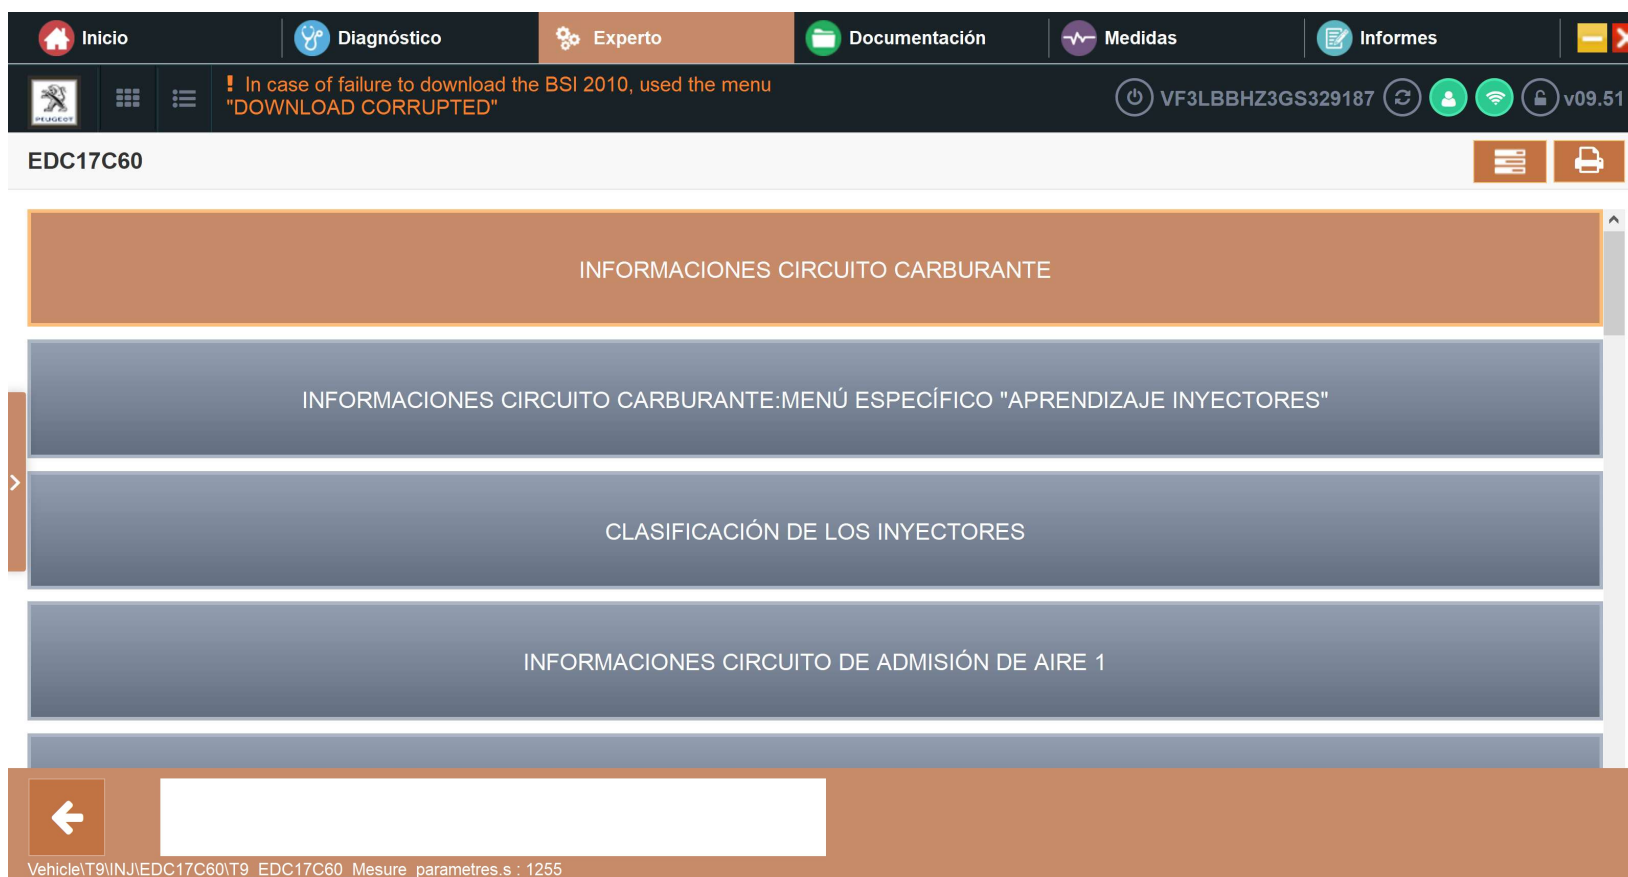 Inicio
Diagnóstico
Experto
Documentación
Medidas
Informes
! In case of failure to download the BSI 2010, used the menu
"DOWNLOAD CORRUPTED"
PEUGEOT
VF3LBBHZ3GS329187
v09.51
EDC17C60
INFORMACIONES CIRCUITO CARBURANTE
INFORMACIONES CIRCUITO CARBURANTE:MENÚ ESPECÍFICO "APRENDIZAJE INYECTORES"
CLASIFICACIÓN DE LOS INYECTORES
INFORMACIONES CIRCUITO DE ADMISIÓN DE AIRE 1
Vehicle\T9\INJ\EDC17C60\T9_EDC17C60_Mesure_parametres.s : 1255